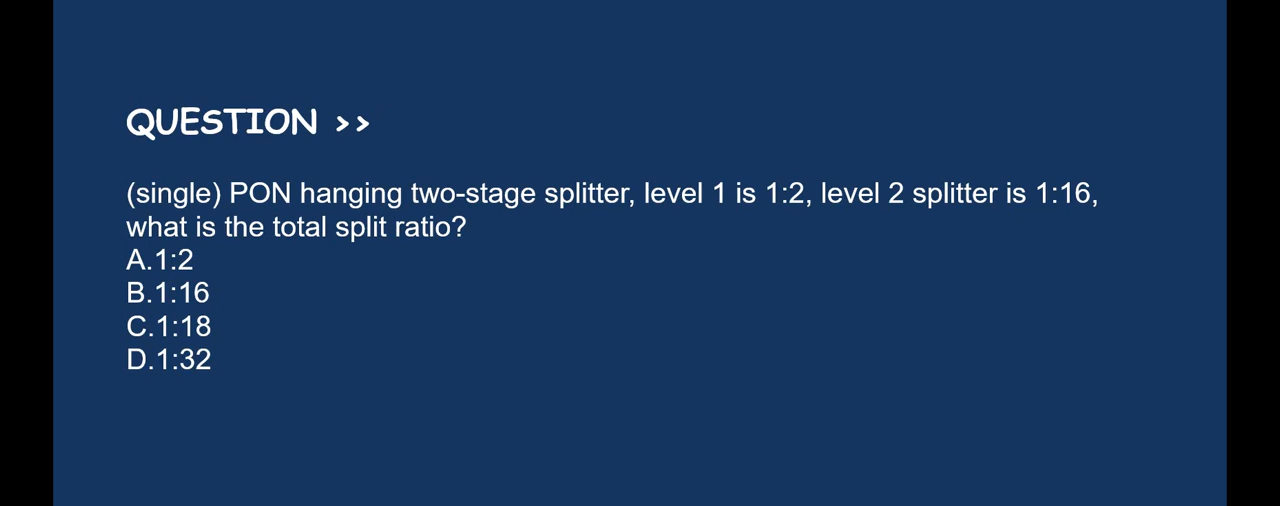 QUESTION >>
(single) PON hanging two-stage splitter, level 1 is 1:2, level 2 splitter is 1:16,
what is the total split ratio?
A.1:2
B.1:16
C.1:18
D.1:32